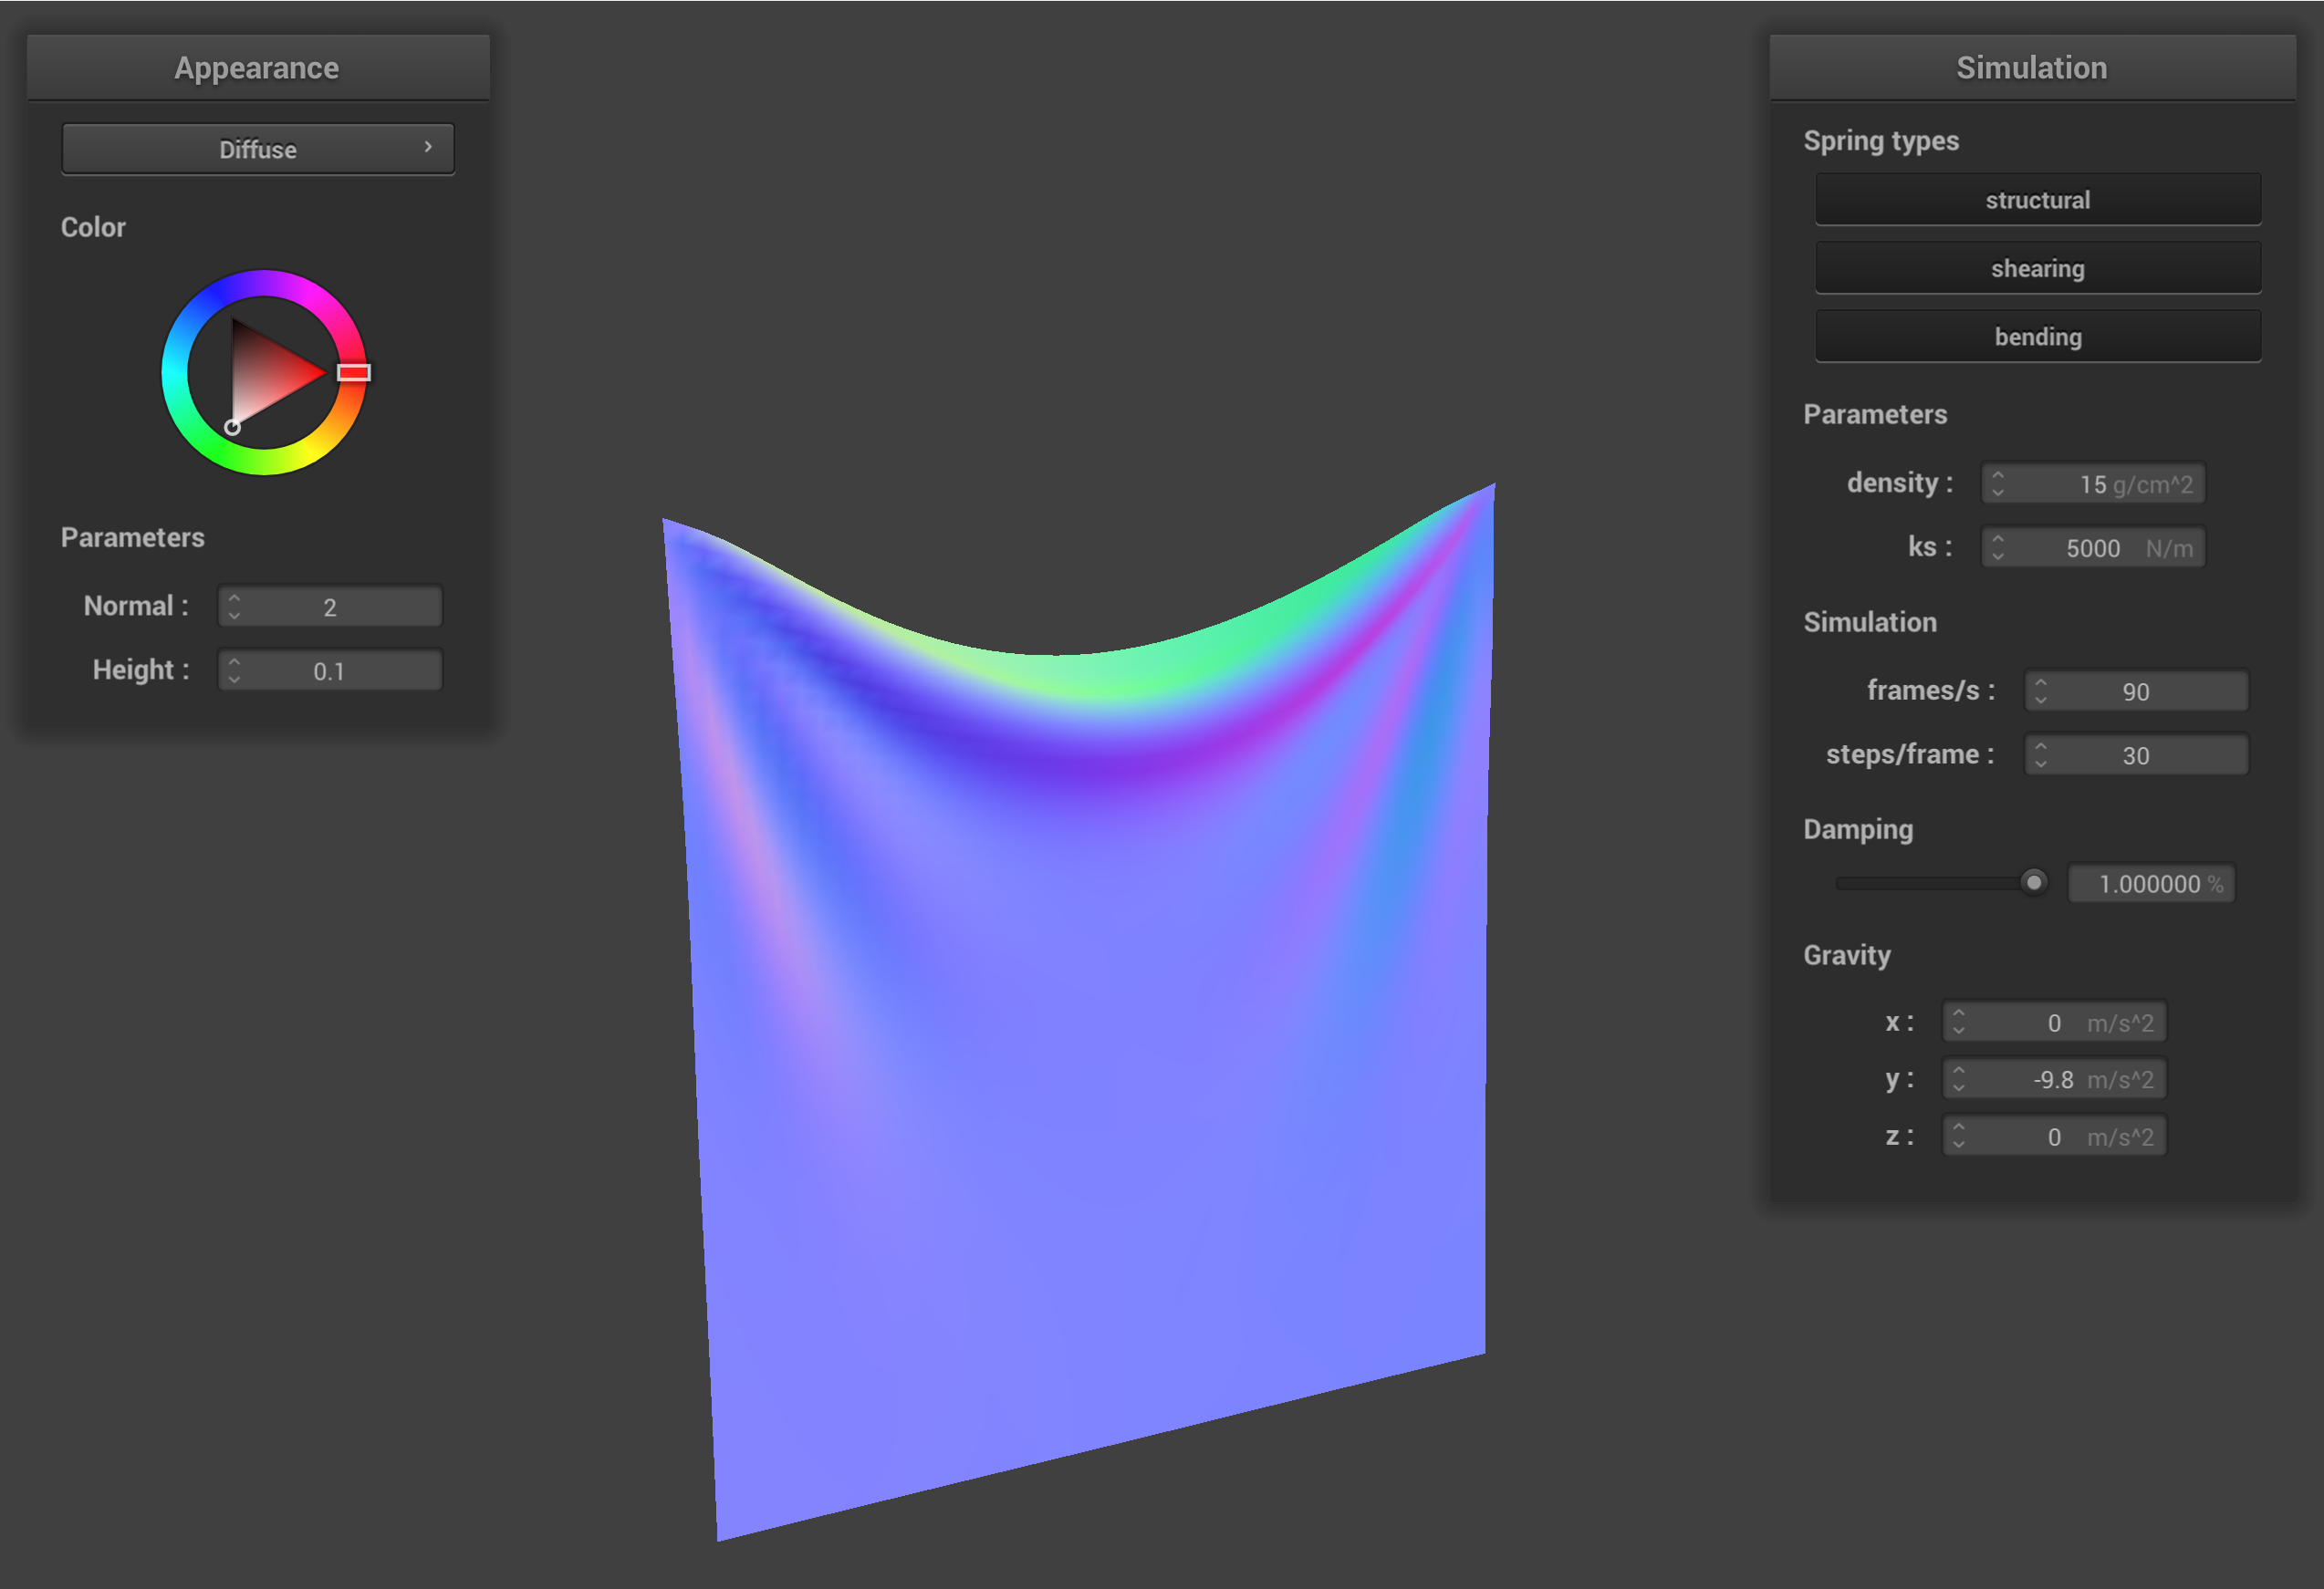 Appearance
Diffuse
Color
Parameters
Normal : 2
Height : 0.1
Simulation
Spring types
structural
shearing
bending
Parameters
density : 15 g/cm^2
ks : 5000 N/m
Simulation
frames/s : 90
steps/frame : 30
Damping
1.000000 %
Gravity
x : 0 m/s^2
y : -9.8 m/s^2
z : 0 m/s^2